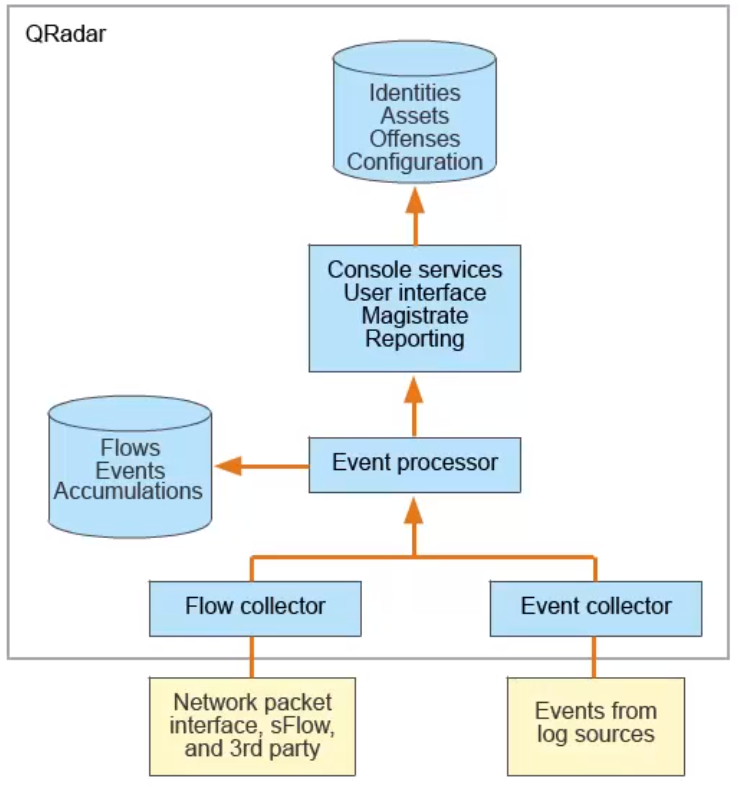 QRadar
Identities
Assets
Offenses
Configuration
Console services
User interface
Magistrate
Reporting
Flows
Events
Accumulations
Event processor
Flow collector
Event collector
Network packet
interface, sFlow,
and 3rd party
Events from
log sources